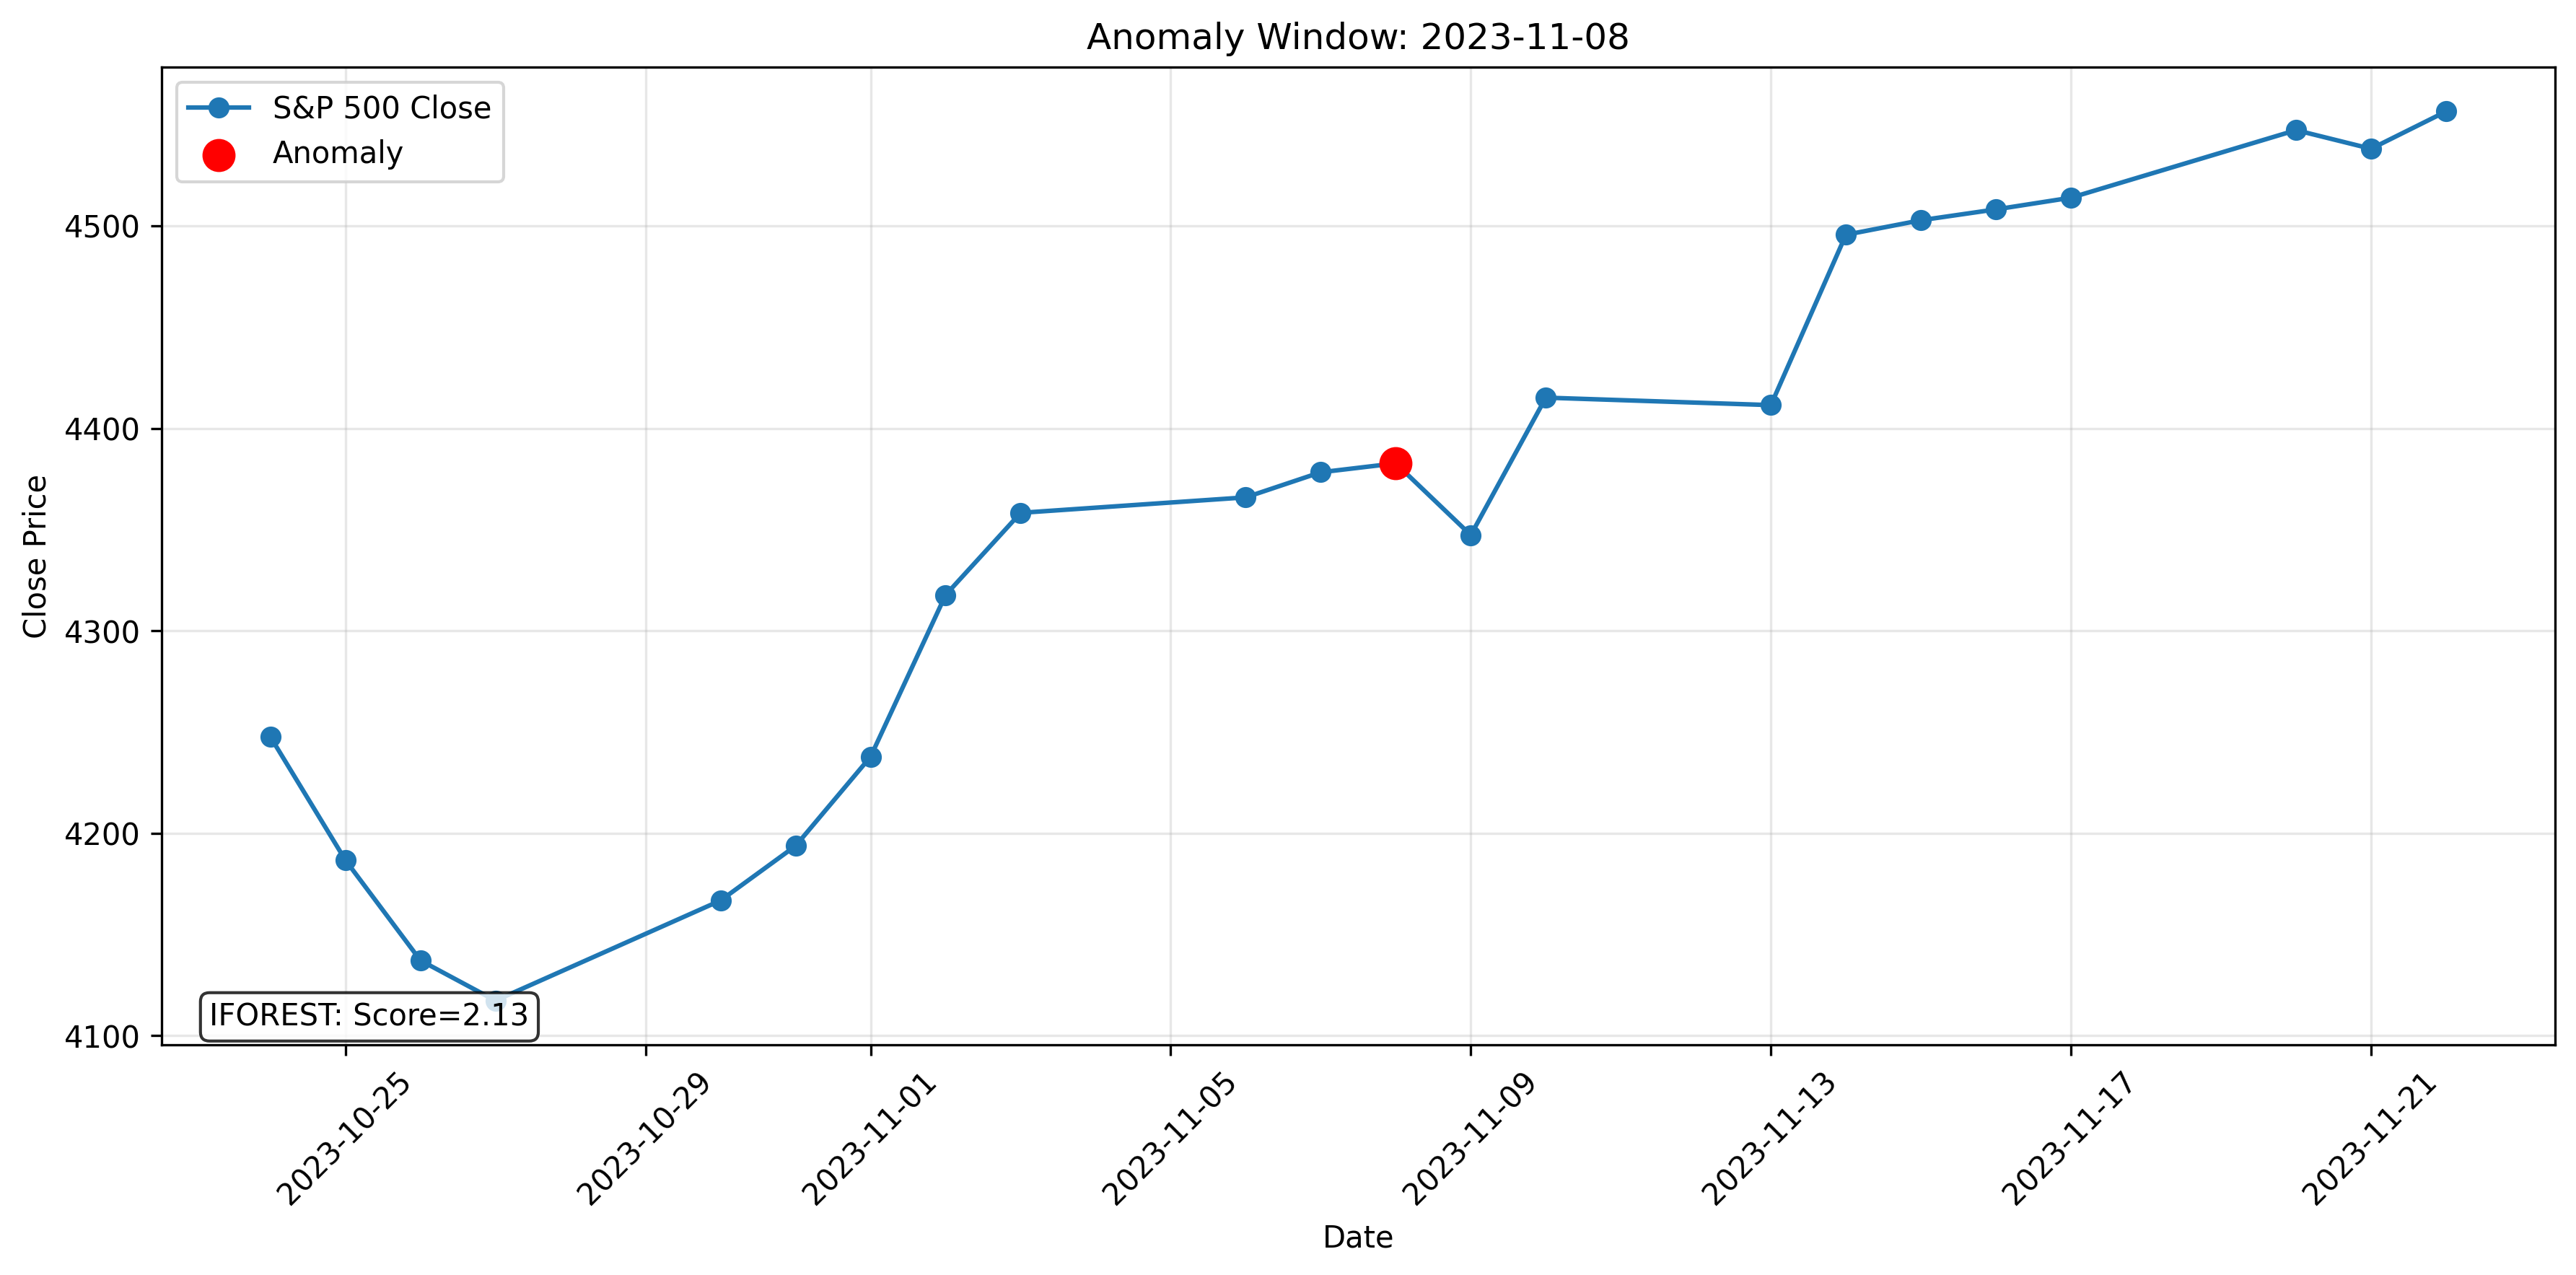 Anomaly Window: 2023-11-08
S&P 500 Close
Anomaly
Close Price
4500
4400
4300
4200
4100
IFOREST: Score=2.13
2023-10-25
2023-10-29
2023-11-01
2023-11-05
2023-11-09
2023-11-13
2023-11-17
2023-11-21
Date